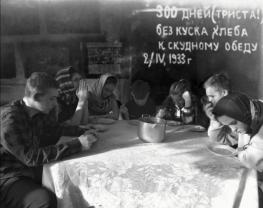 300 ДНЕЙ (ТРИСТА!)
БЕЗ КУСКА ХЛЕБА
К СКУДНОМУ ОБЕДУ
2/IV, 1933 г